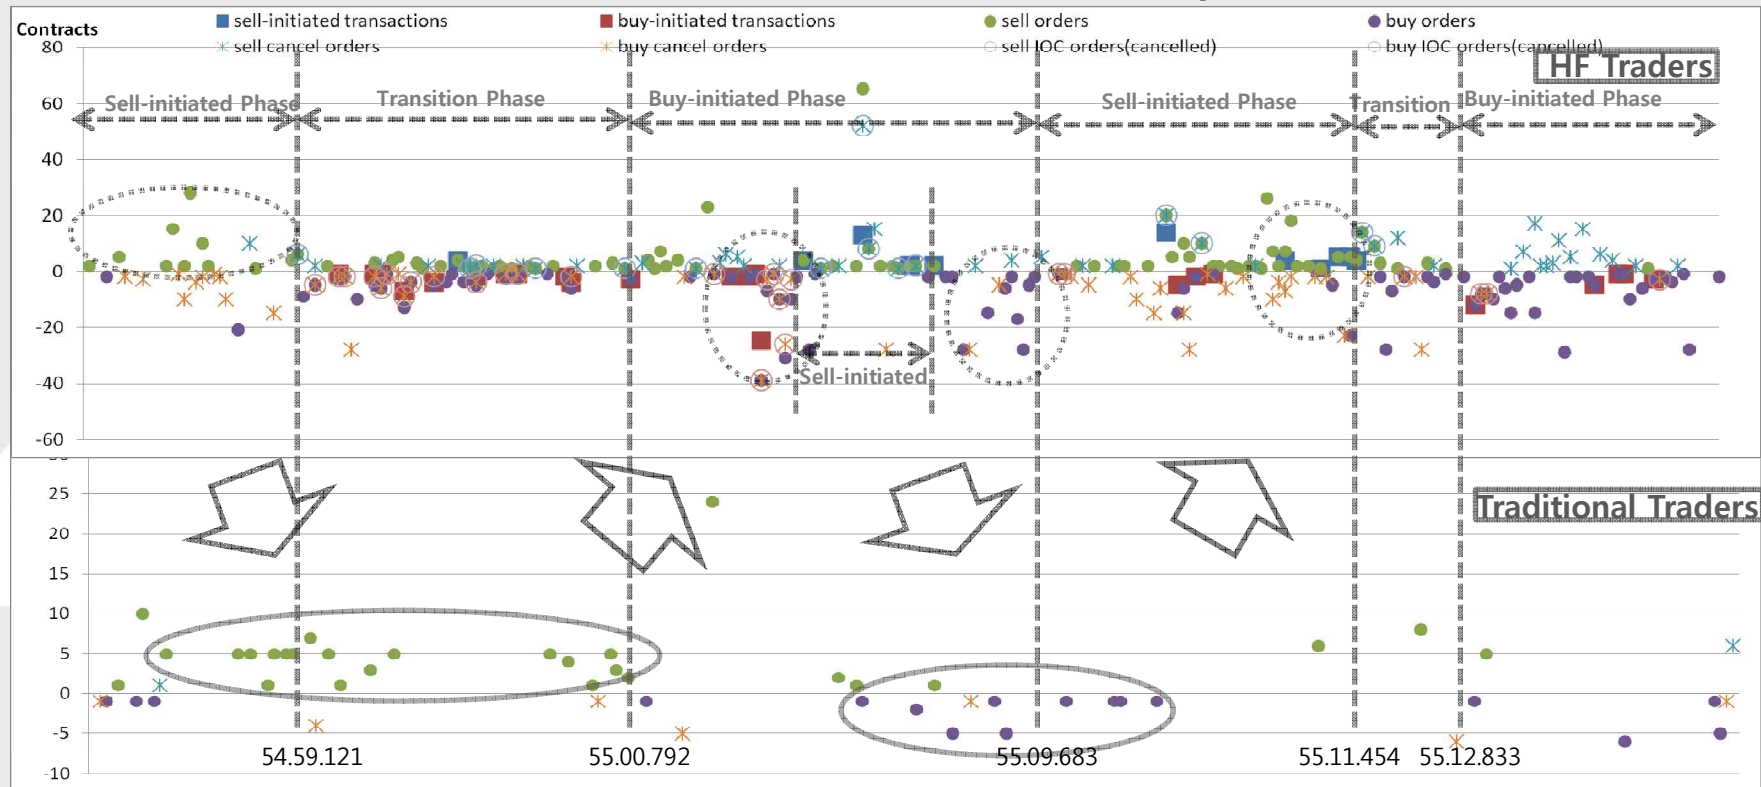 sell-initiated transactions
buy-initiated transactions
sell orders
buy orders
Contracts
sell cancel orders
buy cancel orders
sell IOC orders(cancelled)
buy IOC orders(cancelled)
80
HF Traders
60
Sell-initiated Phase
Transition Phase
Buy-initiated Phase
Sell-initiated Phase
Transition
Buy-initiated Phase
40
20
0
-20
Sell-initiated
-40
-60
25
Traditional Traders
20
15
10
5
0
-5
54.59.121
55.00.792
55.09.683
55.11.454
55.12.833
-10